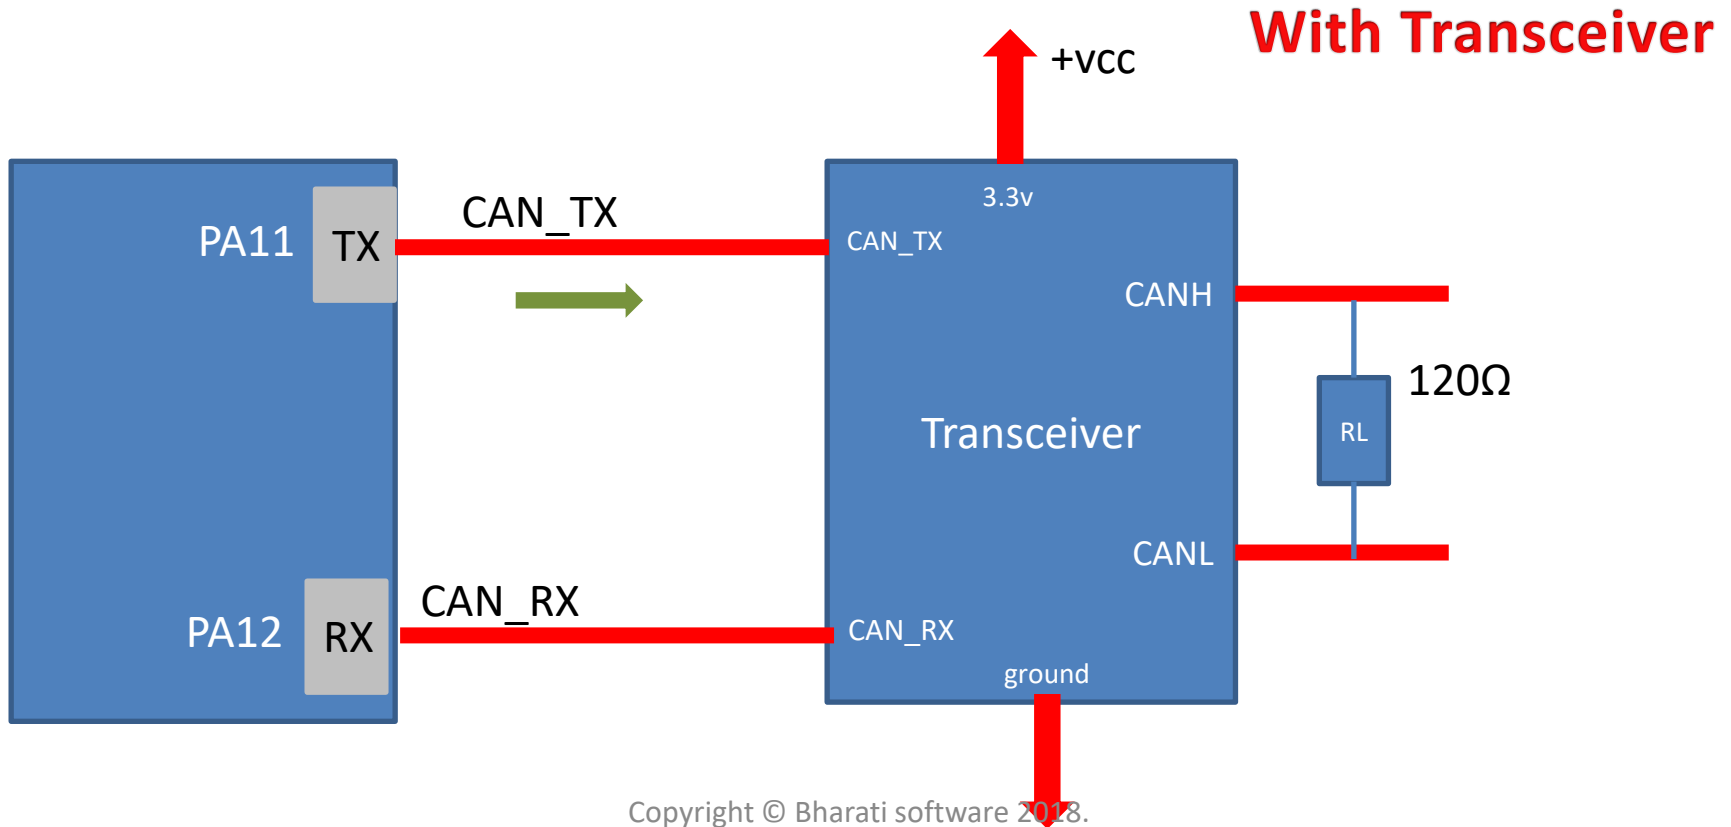 With Transceiver
+vcc
3.3v
PA11
TX
CAN_TX
CAN_TX
CANH
120Ω
RL
Transceiver
CANL
PA12
RX
CAN_RX
CAN_RX
ground
Copyright © Bharati software 2018.